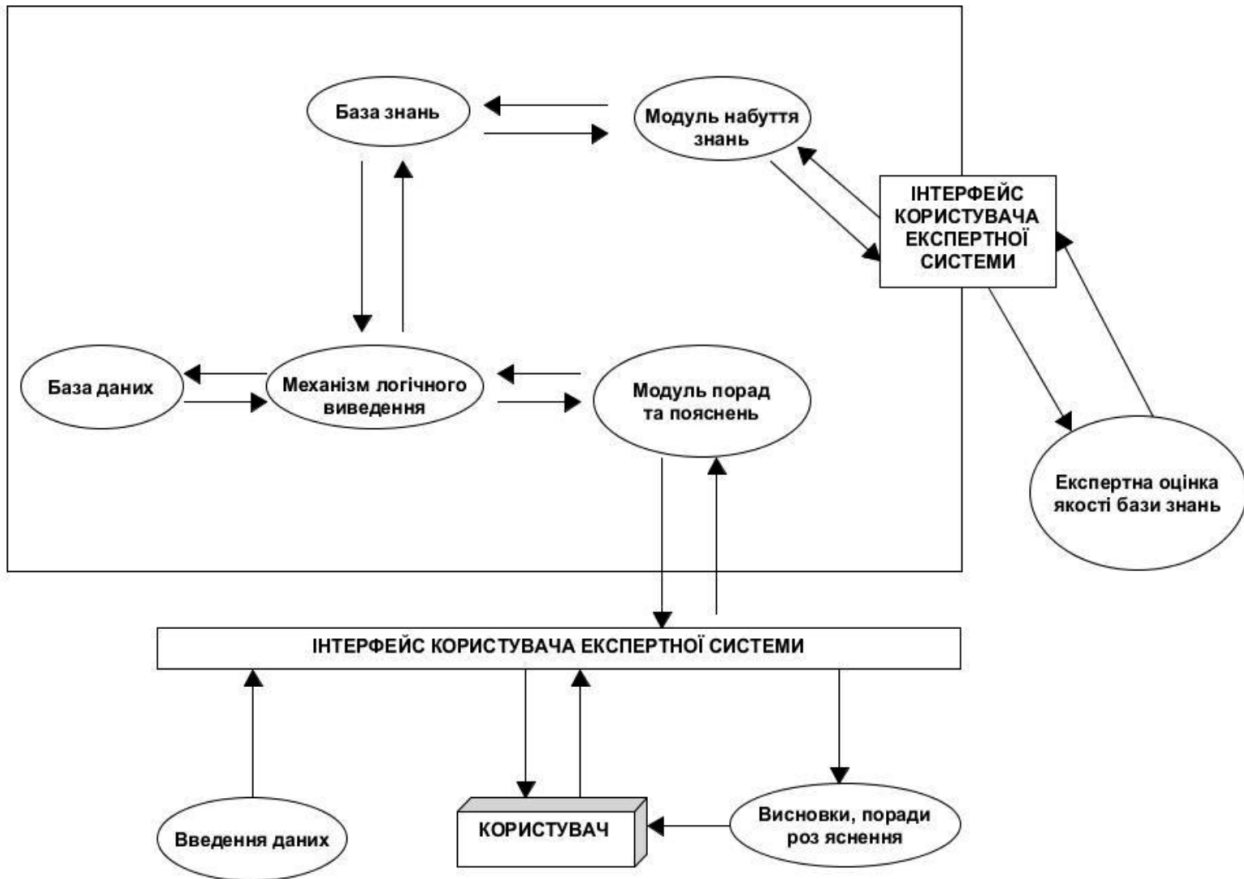 База знань
Модуль набуття
знань
ІНТЕРФЕЙС
КОРИСТУВАЧА
ЕКСПЕРТНОЇ
СИСТЕМИ
База даних
Механізм логічного
виведення
Модуль порад
та пояснень
Експертна оцінка
якості бази знань
ІНТЕРФЕЙС КОРИСТУВАЧА ЕКСПЕРТНОЇ СИСТЕМИ
Введення даних
КОРИСТУВАЧ
Висновки, поради
роз яснення